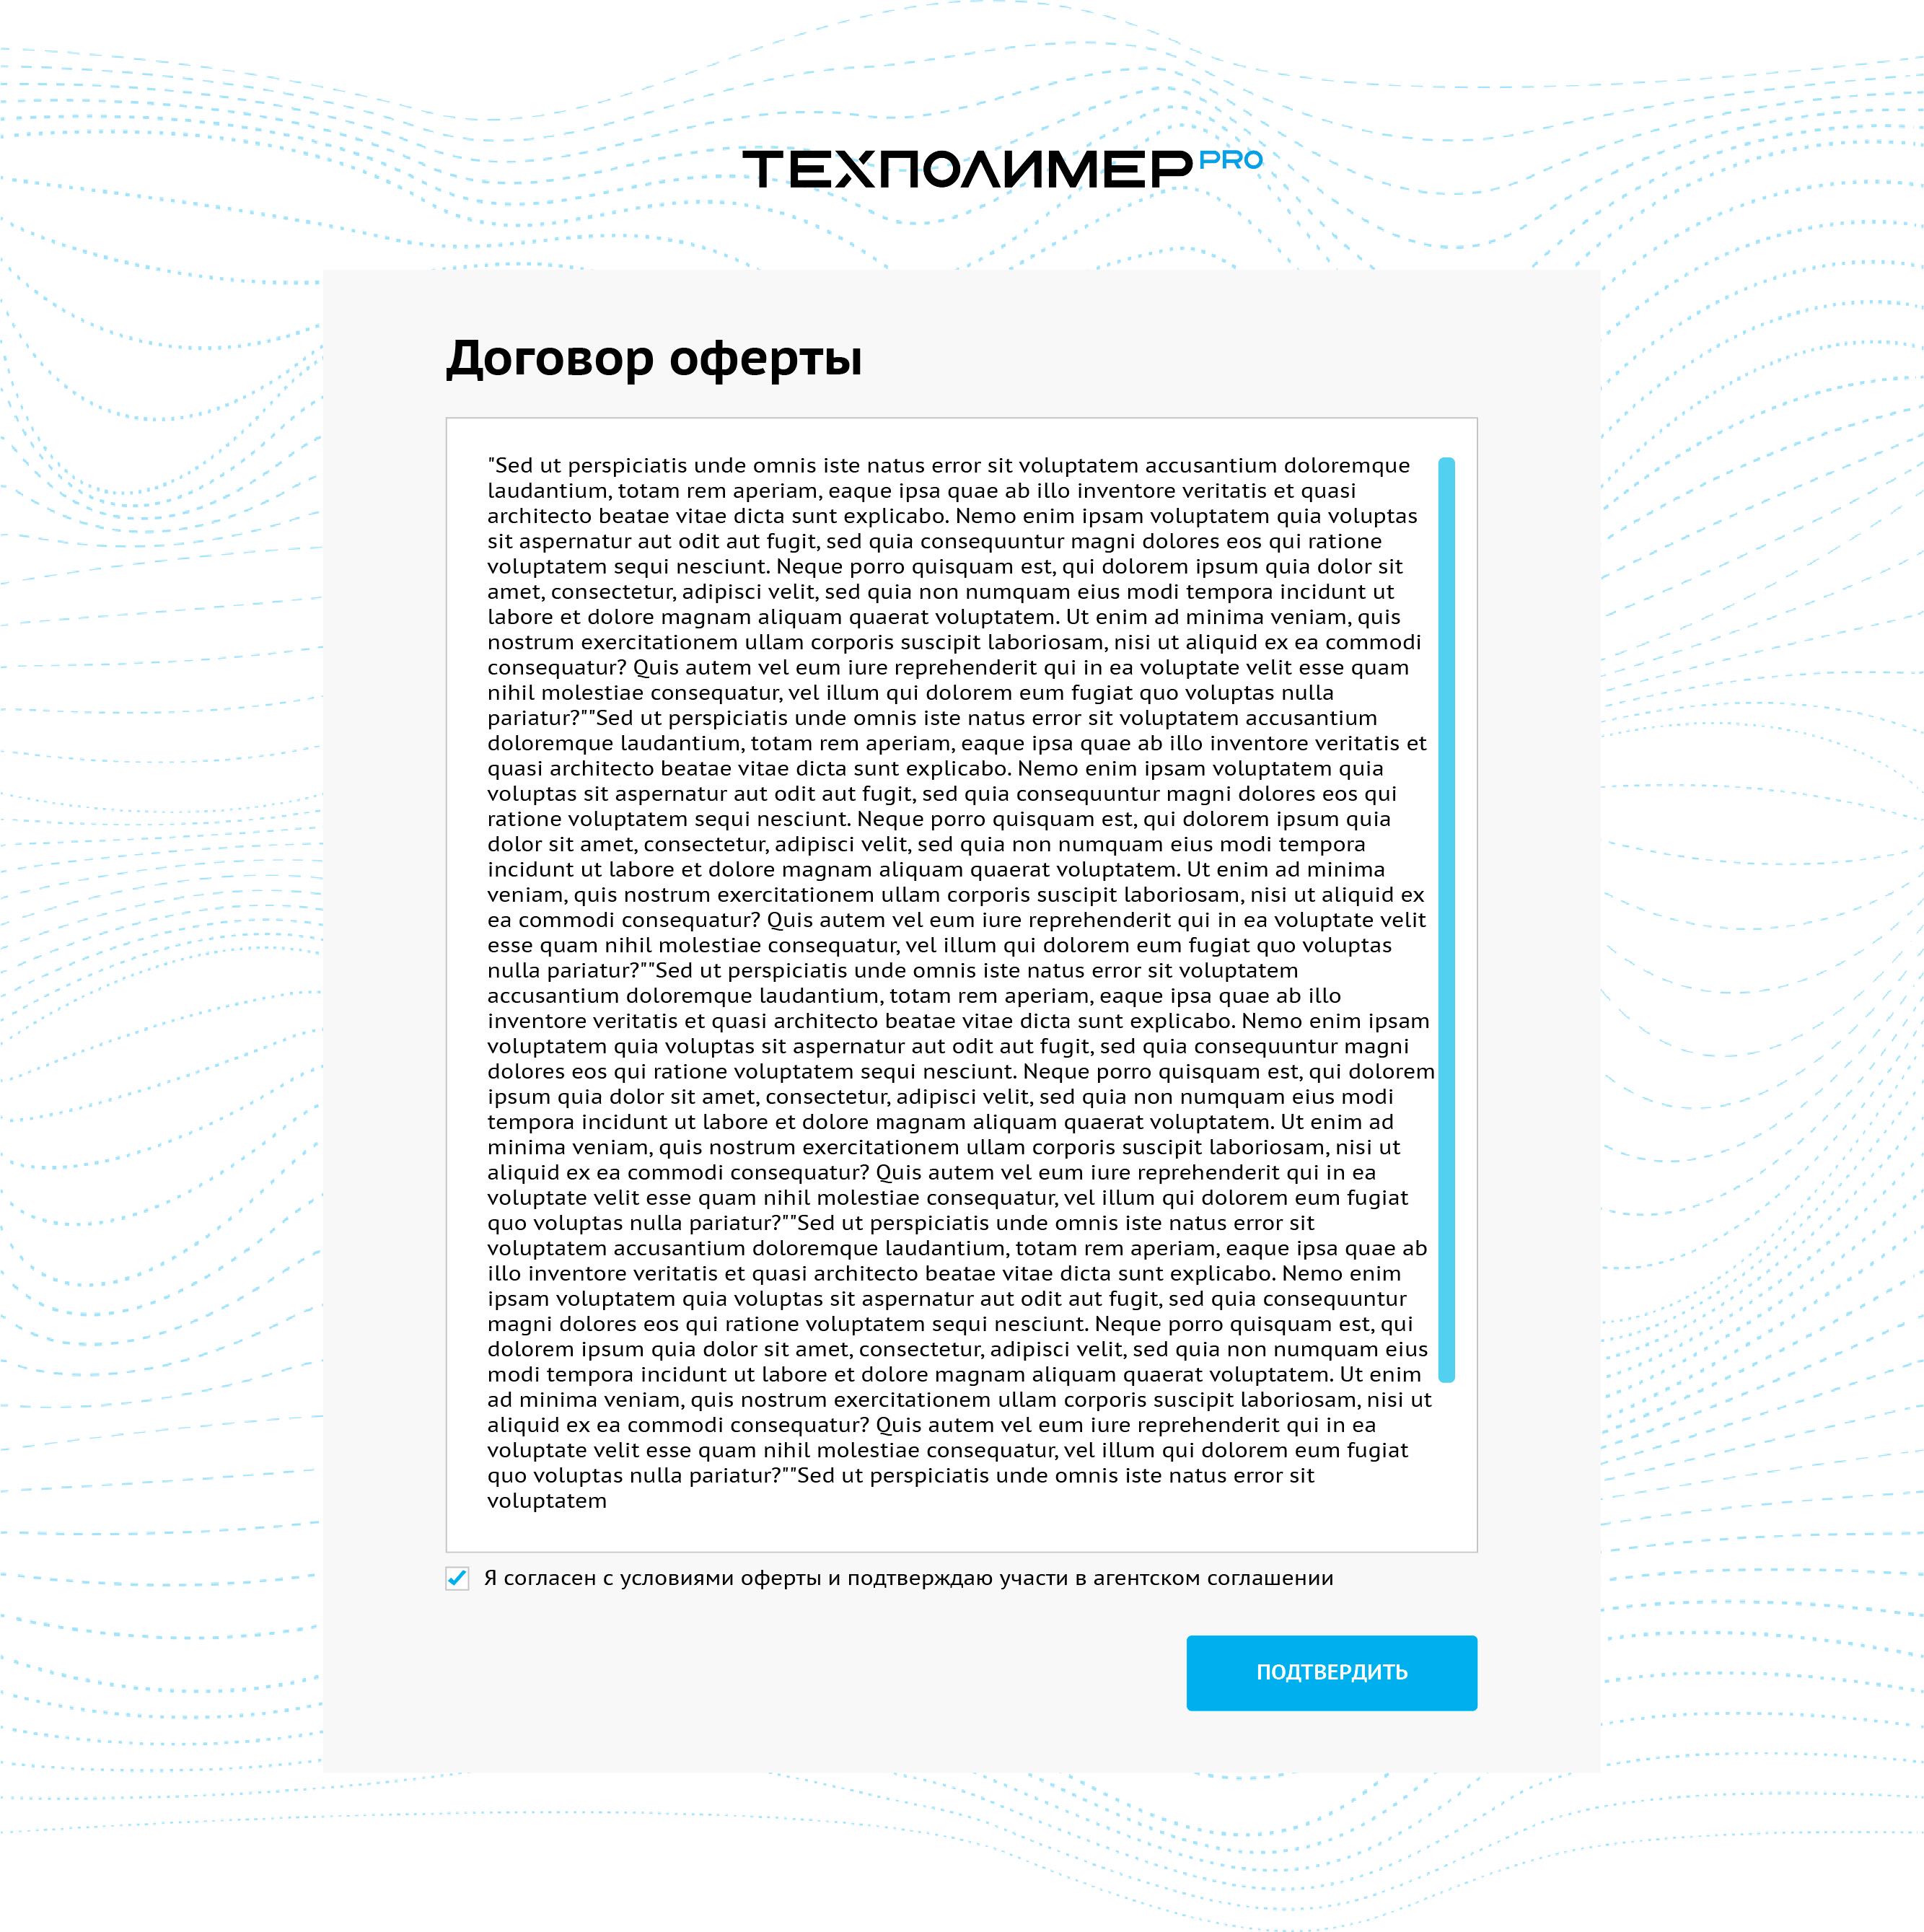 ТЕХПОЛИМЕР PRO
Договор оферты
"Sed ut perspiciatis unde omnis iste natus error sit voluptatem accusantium doloremque
laudantium, totam rem aperiam, eaque ipsa quae ab illo inventore veritatis et quasi
architecto beatae vitae dicta sunt explicabo. Nemo enim ipsam voluptatem quia voluptas
sit aspernatur aut odit aut fugit, sed quia consequuntur magni dolores eos qui ratione
voluptatem sequi nesciunt. Neque porro quisquam est, qui dolorem ipsum quia dolor sit
amet, consectetur, adipisci velit, sed quia non numquam eius modi tempora incidunt ut
labore et dolore magnam aliquam quaerat voluptatem. Ut enim ad minima veniam, quis
nostrum exercitationem ullam corporis suscipit laboriosam, nisi ut aliquid ex ea commodi
consequatur? Quis autem vel eum iure reprehenderit qui in ea voluptate velit esse quam
nihil molestiae consequatur, vel illum qui dolorem eum fugiat quo voluptas nulla
pariatur?""Sed ut perspiciatis unde omnis iste natus error sit voluptatem accusantium
doloremque laudantium, totam rem aperiam, eaque ipsa quae ab illo inventore veritatis et
quasi architecto beatae vitae dicta sunt explicabo. Nemo enim ipsam voluptatem quia
voluptas sit aspernatur aut odit aut fugit, sed quia consequuntur magni dolores eos qui
ratione voluptatem sequi nesciunt. Neque porro quisquam est, qui dolorem ipsum quia
dolor sit amet, consectetur, adipisci velit, sed quia non numquam eius modi tempora
incidunt ut labore et dolore magnam aliquam quaerat voluptatem. Ut enim ad minima
veniam, quis nostrum exercitationem ullam corporis suscipit laboriosam, nisi ut aliquid ex
ea commodi consequatur? Quis autem vel eum iure reprehenderit qui in ea voluptate velit
esse quam nihil molestiae consequatur, vel illum qui dolorem eum fugiat quo voluptas
nulla pariatur?""Sed ut perspiciatis unde omnis iste natus error sit voluptatem
accusantium doloremque laudantium, totam rem aperiam, eaque ipsa quae ab illo
inventore veritatis et quasi architecto beatae vitae dicta sunt explicabo. Nemo enim ipsam
voluptatem quia voluptas sit aspernatur aut odit aut fugit, sed quia consequuntur magni
dolores eos qui ratione voluptatem sequi nesciunt. Neque porro quisquam est, qui dolorem
ipsum quia dolor sit amet, consectetur, adipisci velit, sed quia non numquam eius modi
tempora incidunt ut labore et dolore magnam aliquam quaerat voluptatem. Ut enim ad
minima veniam, quis nostrum exercitationem ullam corporis suscipit laboriosam, nisi ut
aliquid ex ea commodi consequatur? Quis autem vel eum iure reprehenderit qui in ea
voluptate velit esse quam nihil molestiae consequatur, vel illum qui dolorem eum fugiat
quo voluptas nulla pariatur?""Sed ut perspiciatis unde omnis iste natus error sit
voluptatem accusantium doloremque laudantium, totam rem aperiam, eaque ipsa quae ab
illo inventore veritatis et quasi architecto beatae vitae dicta sunt explicabo. Nemo enim
ipsam voluptatem quia voluptas sit aspernatur aut odit aut fugit, sed quia consequuntur
magni dolores eos qui ratione voluptatem sequi nesciunt. Neque porro quisquam est, qui
dolorem ipsum quia dolor sit amet, consectetur, adipisci velit, sed quia non numquam eius
modi tempora incidunt ut labore et dolore magnam aliquam quaerat voluptatem. Ut enim
ad minima veniam, quis nostrum exercitationem ullam corporis suscipit laboriosam, nisi ut
aliquid ex ea commodi consequatur? Quis autem vel eum iure reprehenderit qui in ea
voluptate velit esse quam nihil molestiae consequatur, vel illum qui dolorem eum fugiat
quo voluptas nulla pariatur?""Sed ut perspiciatis unde omnis iste natus error sit
voluptatem
Я согласен с условиями оферты и подтверждаю участи в агентском соглашении
ПОДТВЕРДИТЬ